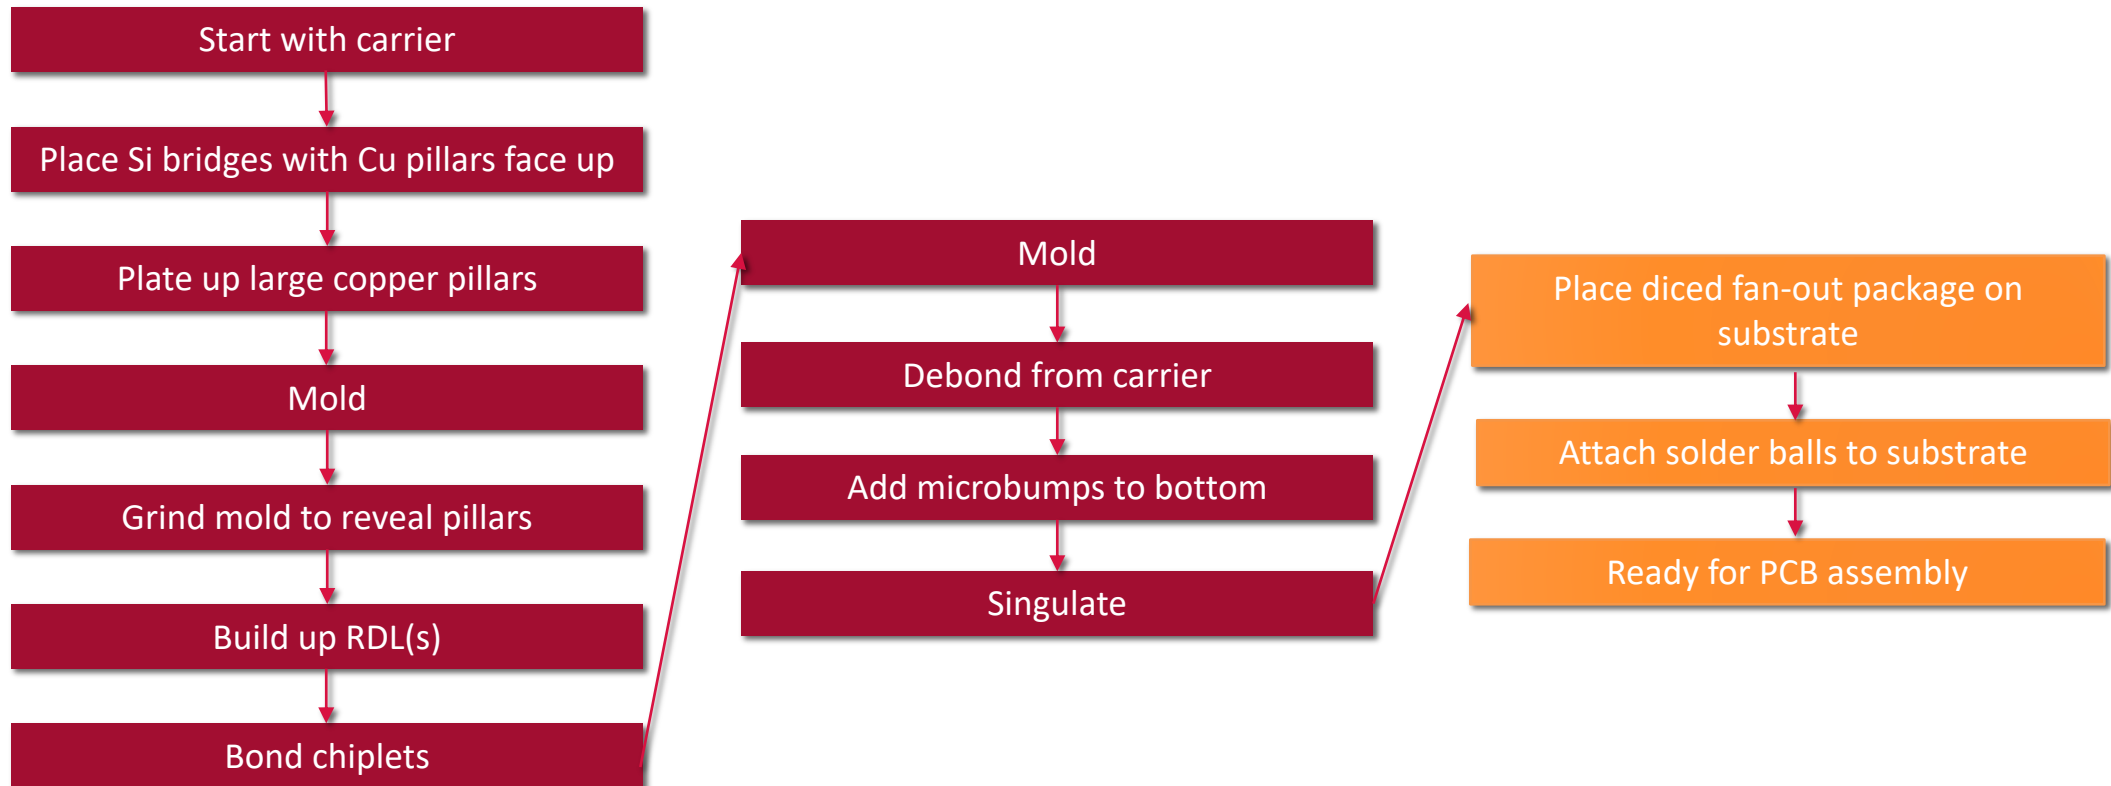 Start with carrier
Place Si bridges with Cu pillars face up
Plate up large copper pillars
Mold
Grind mold to reveal pillars
Build up RDL(s)
Bond chiplets
Mold
Debond from carrier
Add microbumps to bottom
Singulate
Place diced fan-out package on
substrate
Attach solder balls to substrate
Ready for PCB assembly